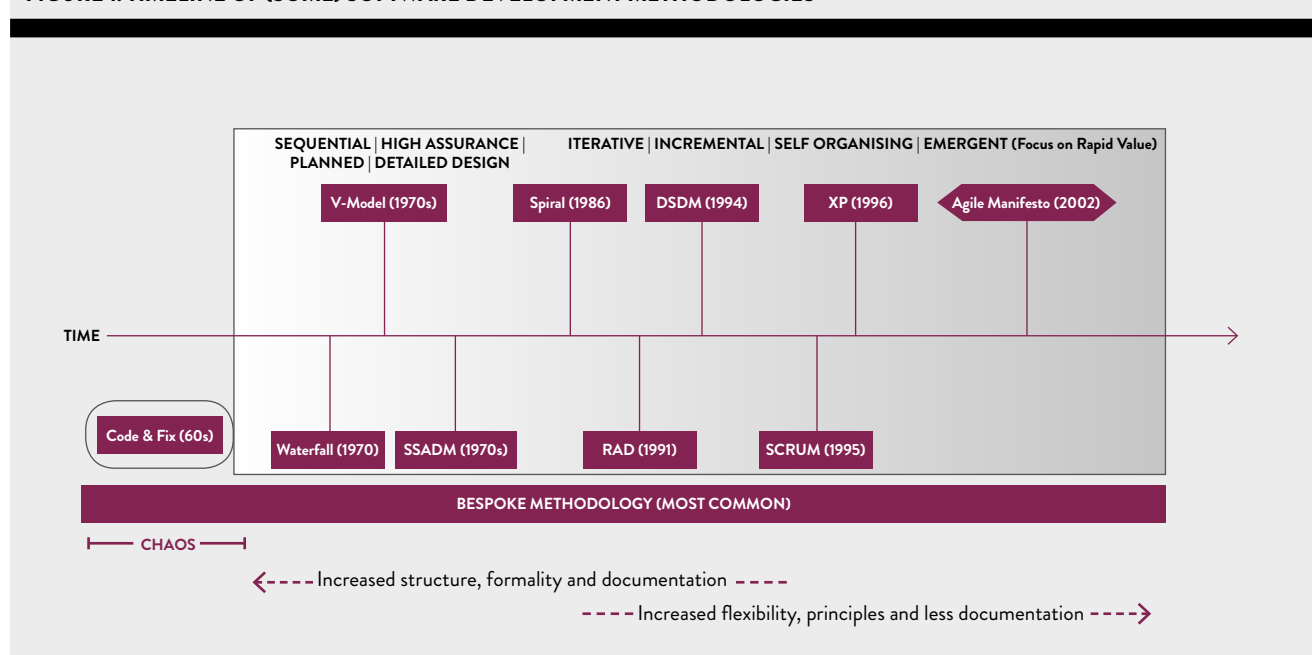 SEQUENTIAL | HIGH ASSURANCE |
PLANNED | DETAILED DESIGN
ITERATIVE | INCREMENTAL | SELF ORGANISING | EMERGENT (Focus on Rapid Value)
V-Model (1970s)
Spiral (1986)
DSDM (1994)
XP (1996)
Agile Manifesto (2002)
TIME
Code & Fix (60s)
Waterfall (1970)
SSADM (1970s)
RAD (1991)
SCRUM (1995)
BESPOKE METHODOLOGY (MOST COMMON)
CHAOS
Increased structure, formality and documentation
Increased flexibility, principles and less documentation